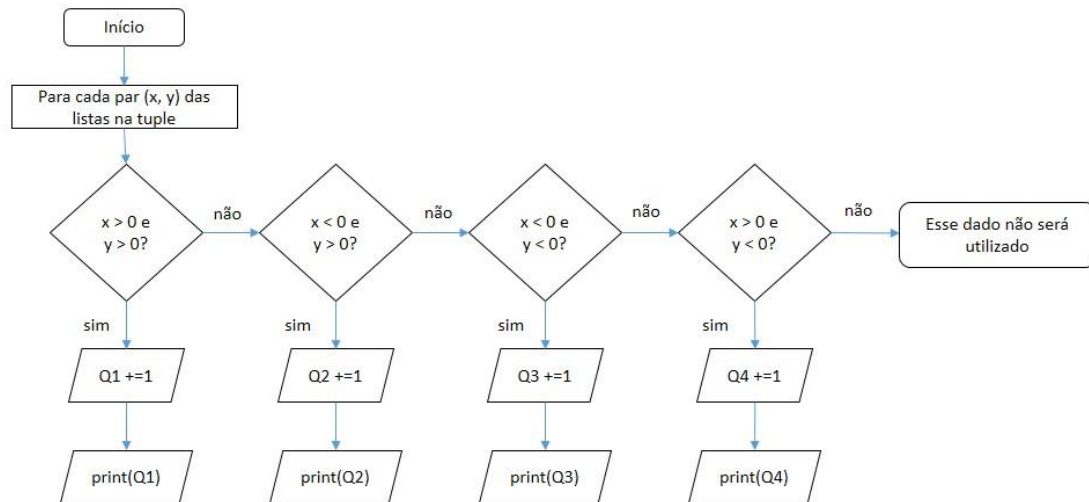 Início
Para cada par (x, y) das
listas na tuple
x > 0 e
y > 0?
não
x < 0 e
y > 0?
não
x < 0 e
y < 0?
não
x > 0 e
y < 0?
não
Esse dado não será
utilizado
sim
sim
sim
sim
Q1 +=1
Q2 +=1
Q3 +=1
Q4 +=1
print(Q1)
print(Q2)
print(Q3)
print(Q4)